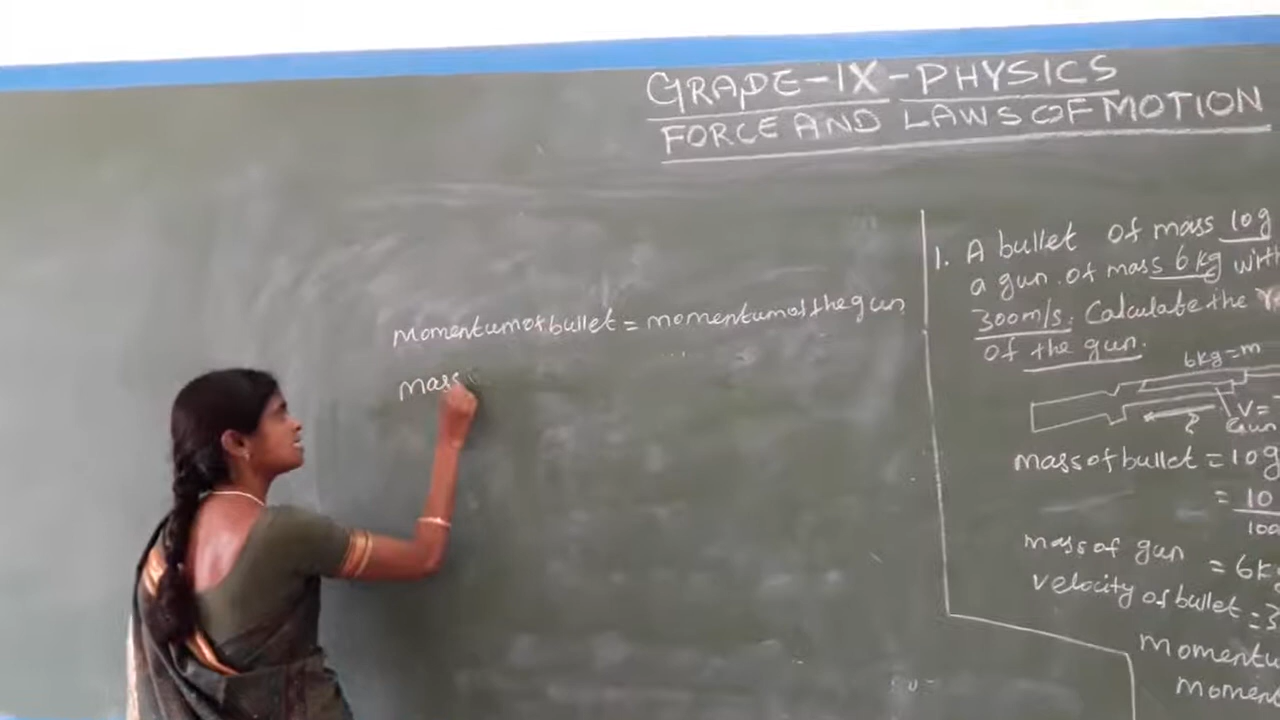 GRADE-IX-PHYSICS
FORCE AND LAWS OF MOTION
momentum of bullet = momentum of the gun
mass
1. A bullet of mass 10g
a gun of mass 6kg with
300m/s. Calculate the
of the gun.
6kg=m
V=
Gun
?
mass of bullet = 10g
= 10
100
mass of gun = 6kg
velocity of bullet = 3
Momentu
momen